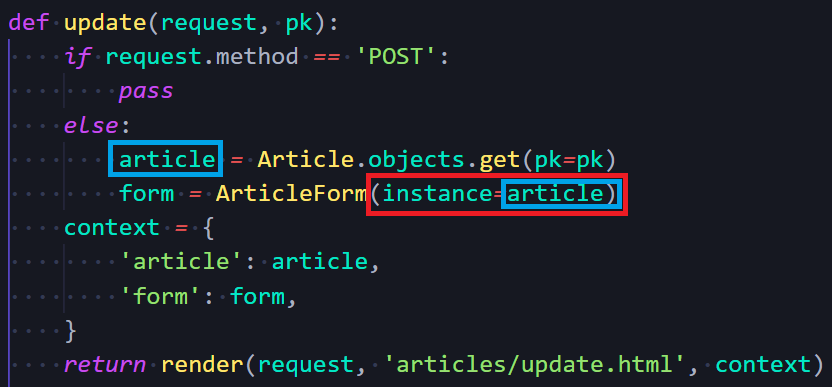 def update(request, pk):
    if request.method == 'POST':
        pass
    else:
        article = Article.objects.get(pk=pk)
        form = ArticleForm(instance=article)
    context = {
        'article': article,
        'form': form,
    }
    return render(request, 'articles/update.html', context)